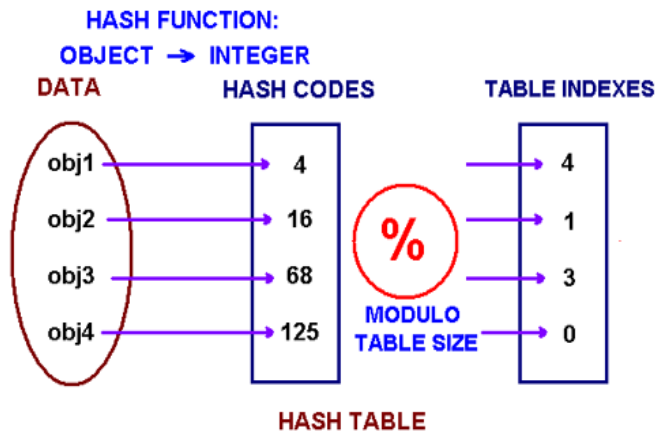 HASH FUNCTION:
OBJECT → INTEGER
DATA HASH CODES TABLE INDEXES
obj1 4 4
obj2 16 1
%
obj3 68 3
MODULO
obj4 125 0
TABLE SIZE
HASH TABLE